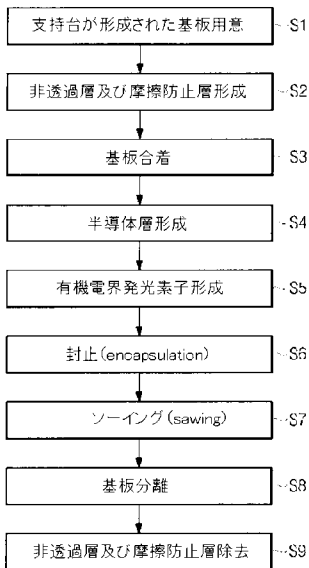 支持台が形成された基板用意 S1
非透過層及び摩擦防止層形成 S2
基板合着 S3
半導体層形成 S4
有機電界発光素子形成 S5
封止(encapsulation) S6
ソーイング(sawing) S7
基板分離 S8
非透過層及び摩擦防止層除去 S9